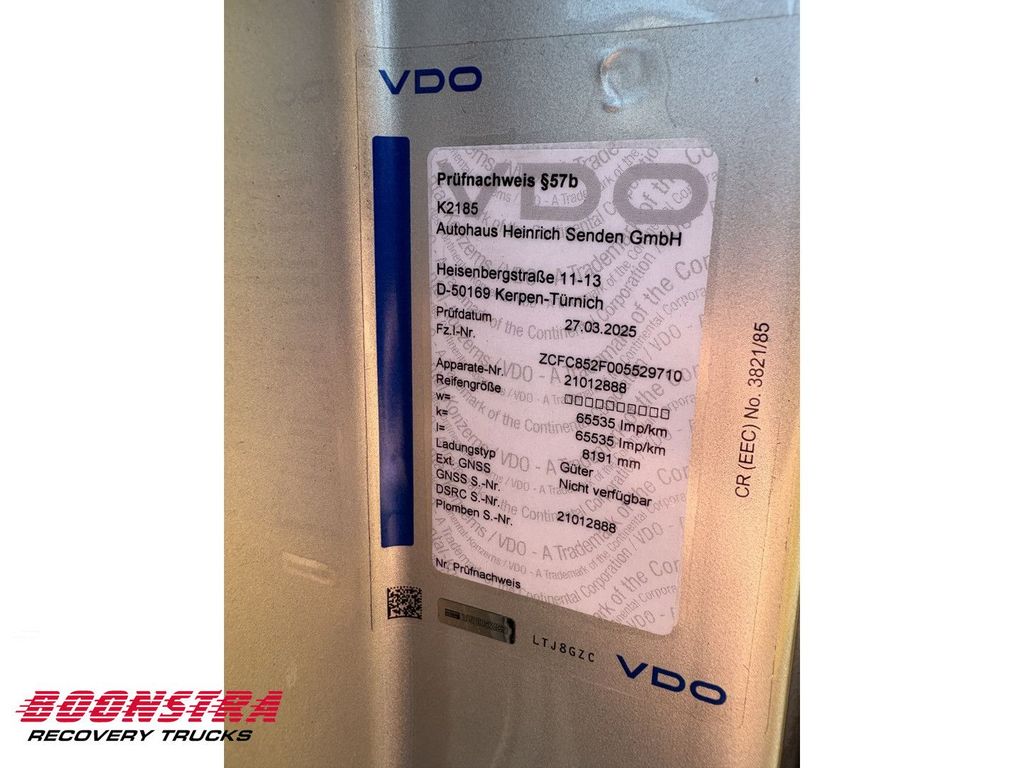 VDO
Prüfnachweis §57b
K2185
Autohaus Heinrich Senden GmbH
Heisenbergstraße 11-13
D-50169 Kerpen-Türnich
Prüfdatum 27.03.2025
Fz.I-Nr. ZCFC852F005529710
Apparate-Nr. 21012888
Reifengröße □□□□□□□□□□
w= 65535 Imp/km
k= 65535 Imp/km
l= 8191 mm
Ladungstyp Güter
Ext. GNSS Nicht verfügbar
GNSS S.-Nr.
DSRC S.-Nr. 21012888
Plomben S.-Nr.
Nr. Prüfnachweis
LTJ8GZC
VDO
CR (EEC) No. 3821/85
BOONSTRA
RECOVERY TRUCKS